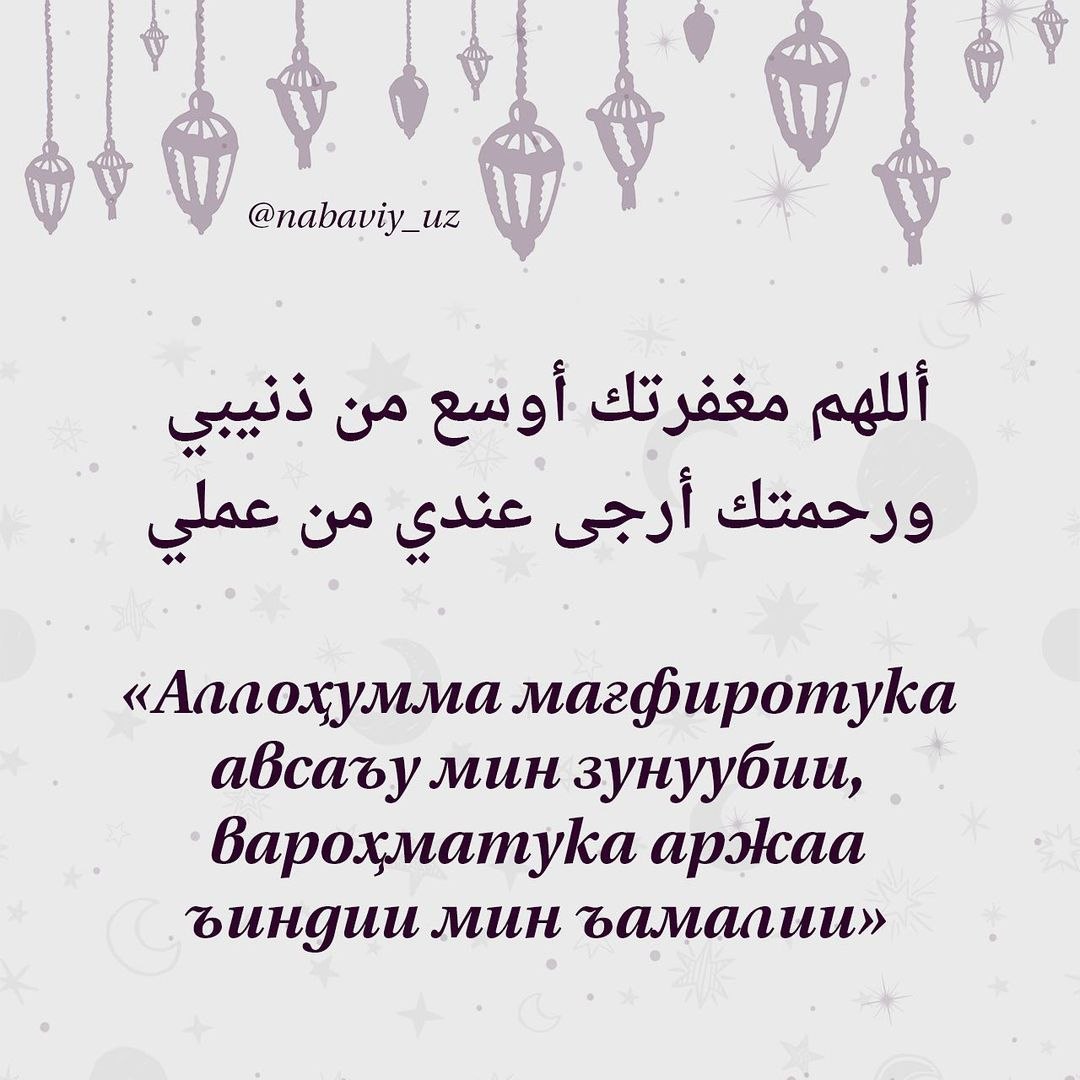 @nabaviy_uz
أللهم مغفرتك أوسع من ذنيبي
ورحمتك أرجى عندي من عملي
«Аллоҳумма мағфиротука
авсаъу мин зунуубии,
вароҳматука аржаа
ъиндии мин ъамалии»